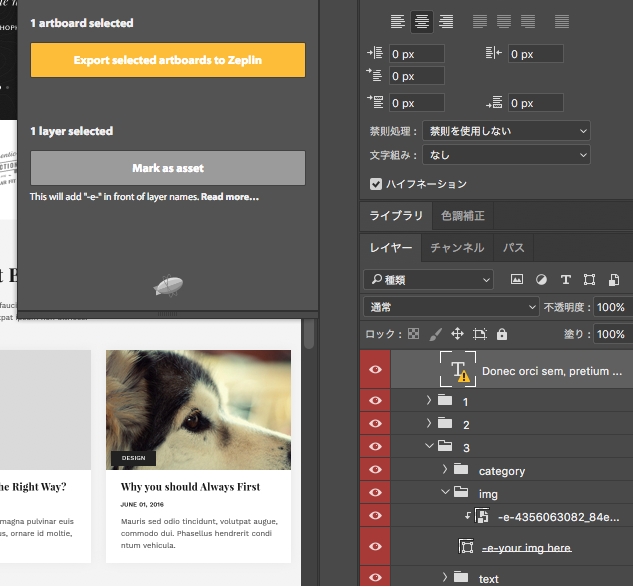 1 artboard selected
Export selected artboards to Zeplin
1 layer selected
Mark as asset
This will add "-e-" in front of layer names. Read more...
0 px
0 px
0 px
0 px
0 px
禁則処理： 禁則を使用しない
文字組み： なし
ハイフネーション
ライブラリ 色調補正
レイヤー チャンネル パス
種類
通常 不透明度： 100%
ロック： 塗り： 100%
Donec orci sem, pretium ...
1
2
3
category
img
-e-4356063082_84e...
-e-your img here
text
DESIGN
he Right Way?
magna pulvinar euis
s, ornare id moltie,
Why you should Always First
JUNE 01, 2016
Mauris sed odio tincidunt, volutpat augue,
commodo dui. Phasellus hendrerit condi
ntum vehicula.